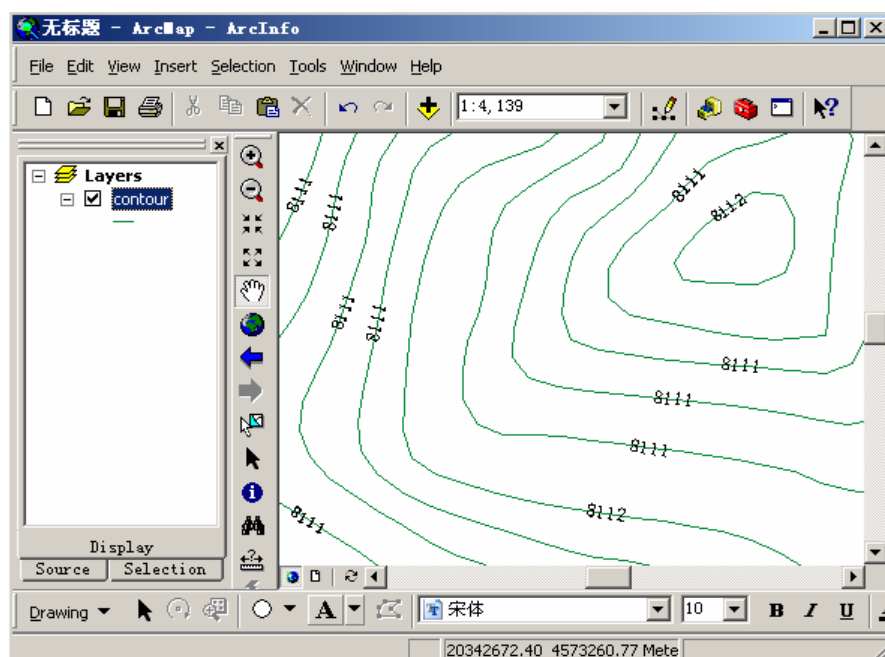 无标题 - ArcMap - ArcInfo
File Edit View Insert Selection Tools Window Help
1:4,139
Layers
contour
8111
8111
8111
8112
8111
8111
8111
8111
8111
8112
8111
Display
Source Selection
Drawing A 宋体 10 B I U
20342672.40 4573260.77 Mete